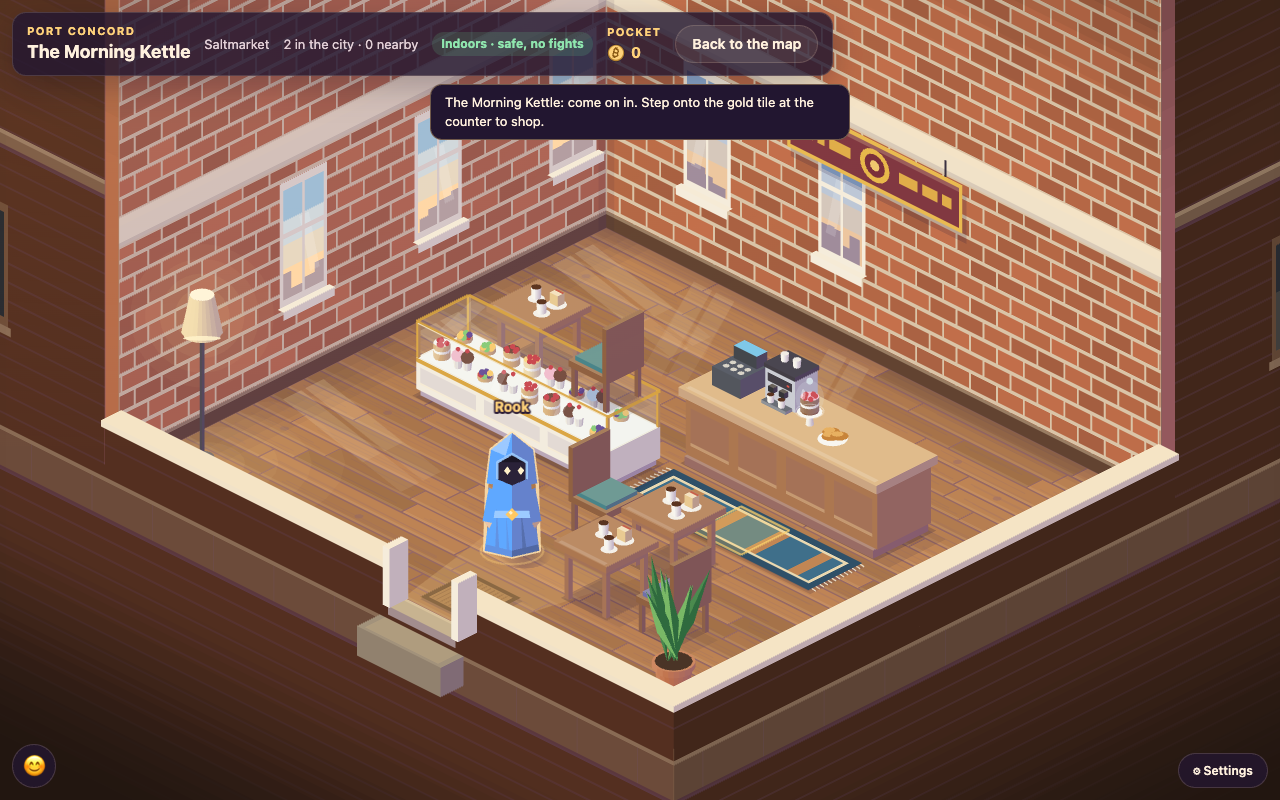 PORT CONCORD
The Morning Kettle
Saltmarket
2 in the city · 0 nearby
Indoors · safe, no fights
POCKET
0
Back to the map
The Morning Kettle: come on in. Step onto the gold tile at the
counter to shop.
Rook
Settings